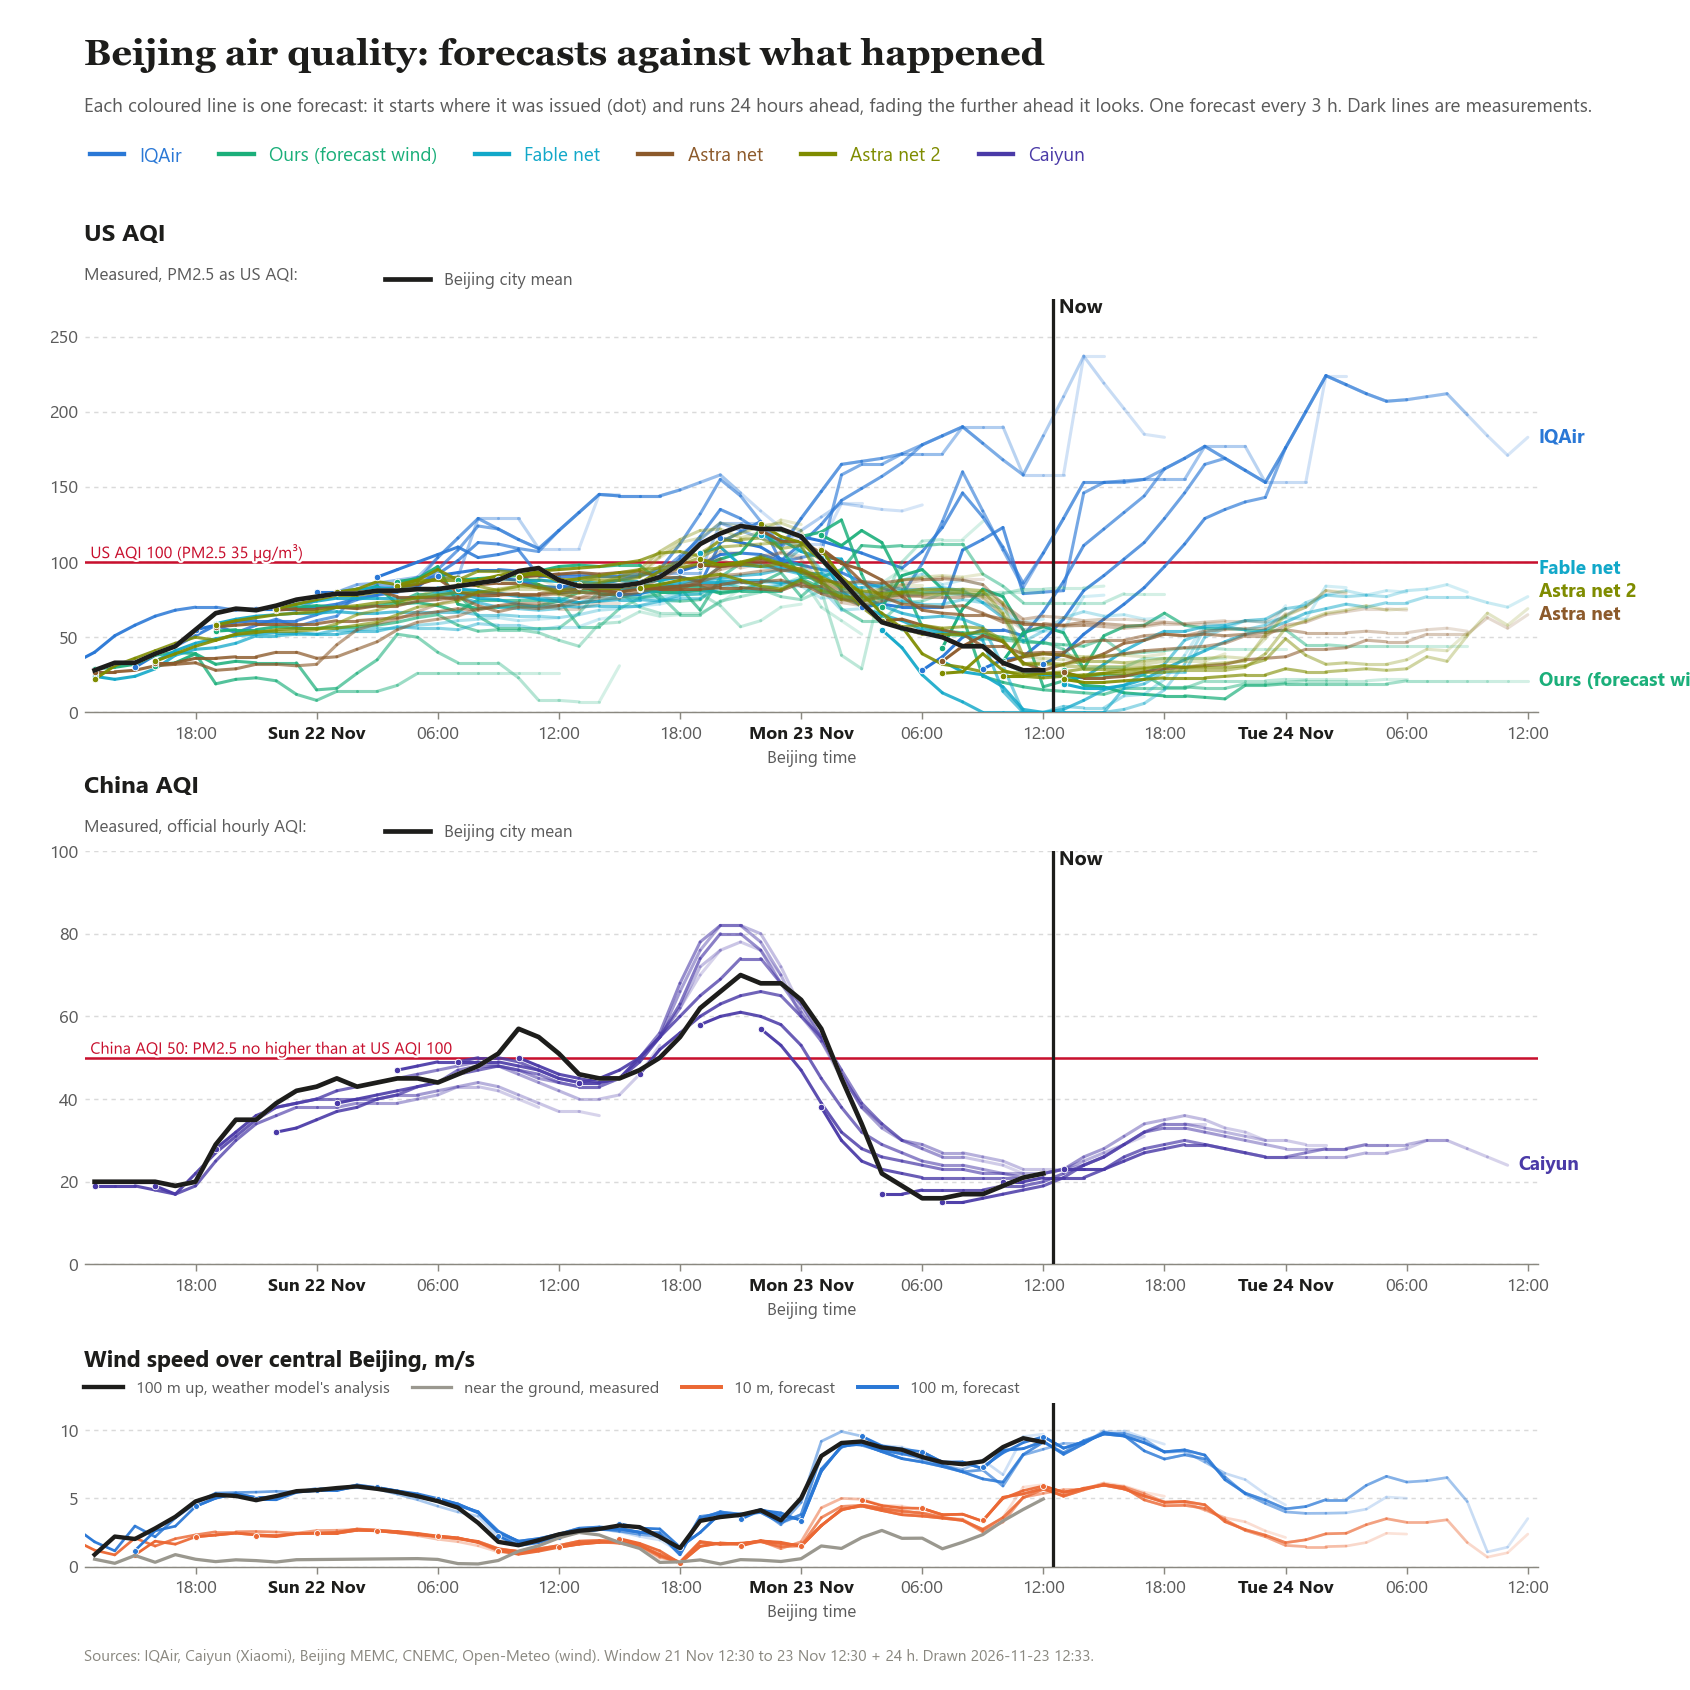 Beijing air quality: forecasts against what happened
Each coloured line is one forecast: it starts where it was issued (dot) and runs 24 hours ahead, fading the further ahead it looks. One forecast every 3 h. Dark lines are measurements.
IQAir Ours (forecast wind) Fable net Astra net Astra net 2 Caiyun
US AQI
Measured, PM2.5 as US AQI: Beijing city mean
Now
250
200
IQAir
150
US AQI 100 (PM2.5 35 µg/m³)
100
Fable net
Astra net 2
Astra net
50
Ours (forecast wi
0
18:00 Sun 22 Nov 06:00 12:00 18:00 Mon 23 Nov 06:00 12:00 18:00 Tue 24 Nov 06:00 12:00
Beijing time
China AQI
Measured, official hourly AQI: Beijing city mean
100
Now
80
60
China AQI 50: PM2.5 no higher than at US AQI 100
40
Caiyun
20
0
18:00 Sun 22 Nov 06:00 12:00 18:00 Mon 23 Nov 06:00 12:00 18:00 Tue 24 Nov 06:00 12:00
Beijing time
Wind speed over central Beijing, m/s
100 m up, weather model's analysis near the ground, measured 10 m, forecast 100 m, forecast
10
5
0
18:00 Sun 22 Nov 06:00 12:00 18:00 Mon 23 Nov 06:00 12:00 18:00 Tue 24 Nov 06:00 12:00
Beijing time
Sources: IQAir, Caiyun (Xiaomi), Beijing MEMC, CNEMC, Open-Meteo (wind). Window 21 Nov 12:30 to 23 Nov 12:30 + 24 h. Drawn 2026-11-23 12:33.